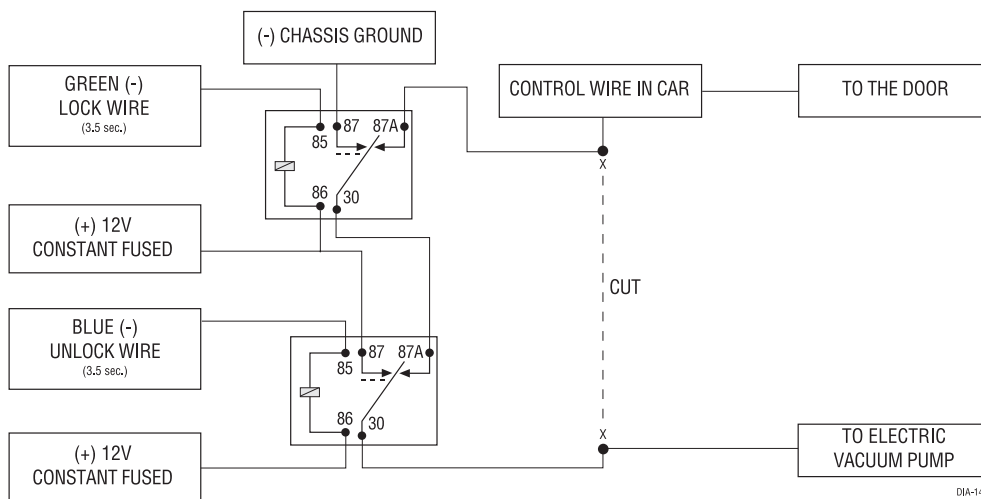 (-) CHASSIS GROUND
GREEN (-)
LOCK WIRE
(3.5 sec.)
CONTROL WIRE IN CAR
TO THE DOOR
87
87A
85
X
86
30
(+) 12V
CONSTANT FUSED
CUT
BLUE (-)
UNLOCK WIRE
(3.5 sec.)
87
87A
85
86
30
X
(+) 12V
CONSTANT FUSED
TO ELECTRIC
VACUUM PUMP
DIA-14